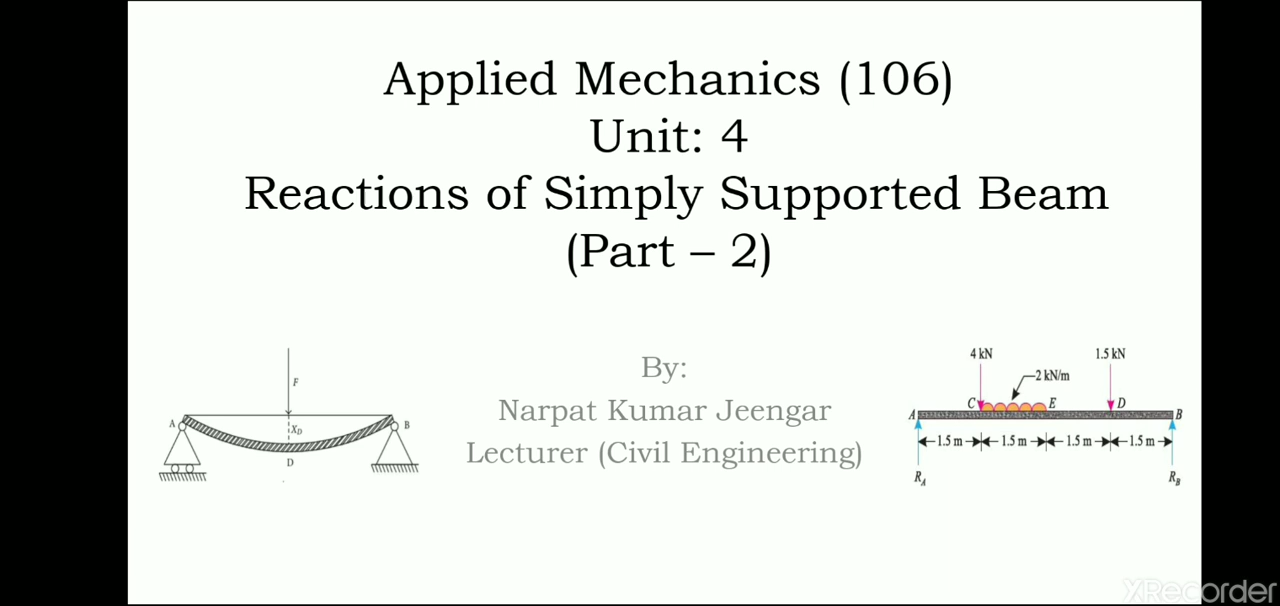 Applied Mechanics (106)
Unit: 4
Reactions of Simply Supported Beam
(Part – 2)
By:
Narpat Kumar Jeengar
Lecturer (Civil Engineering)
F
A
B
X_D
D
4 kN
1.5 kN
2 kN/m
C
E
D
A
B
1.5 m
1.5 m
1.5 m
1.5 m
R_A
R_B
XRecorder